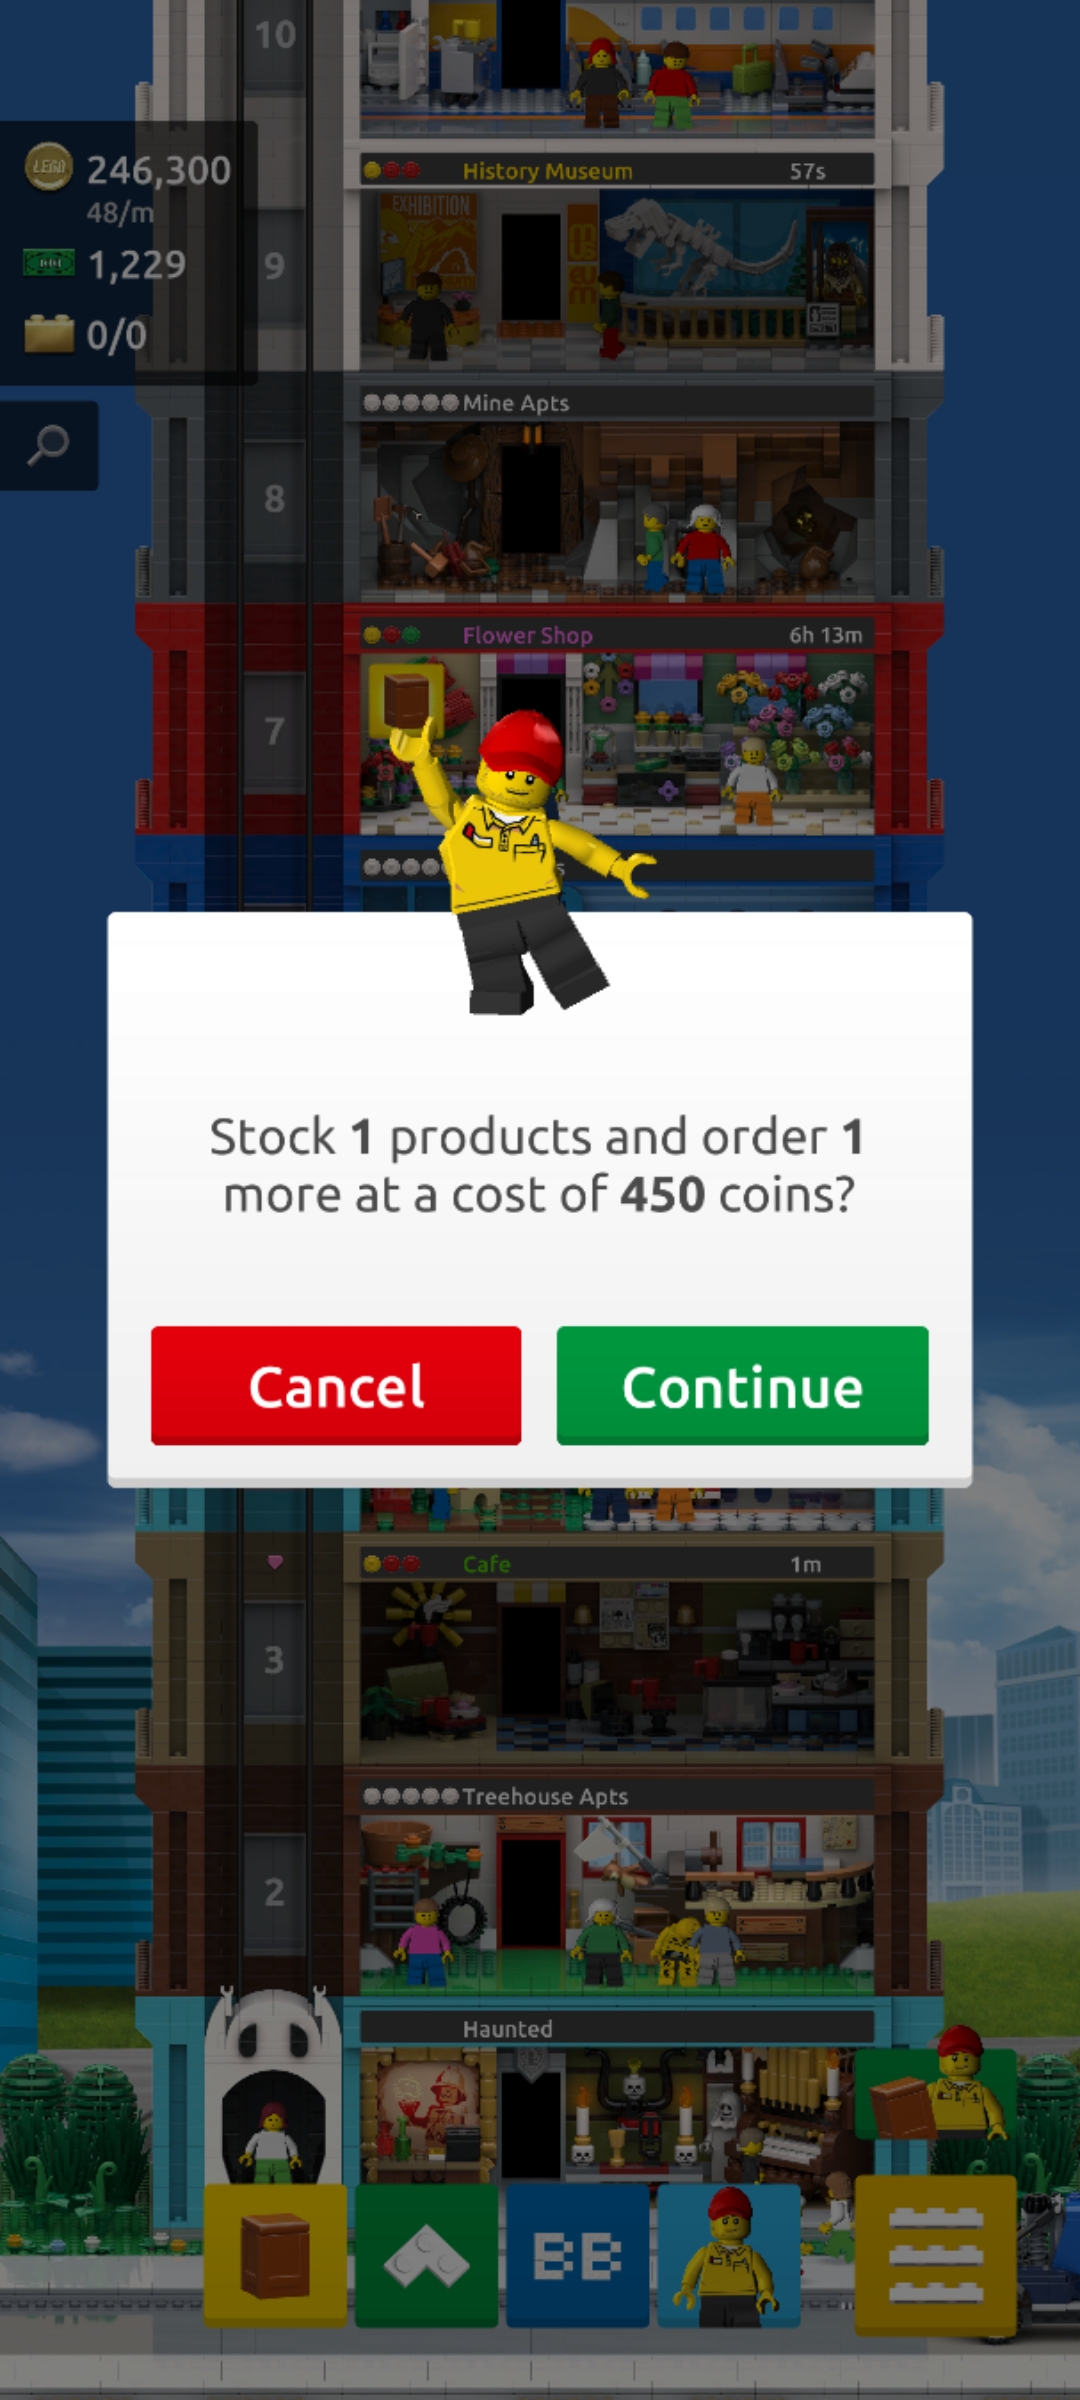 10
LEGO 246,300
48/m
1,229
0/0
History Museum 57s
EXHIBITION
9
Mine Apts
8
Flower Shop 6h 13m
7
Stock 1 products and order 1
more at a cost of 450 coins?
Cancel Continue
Cafe 1m
3
Treehouse Apts
2
Haunted
BB